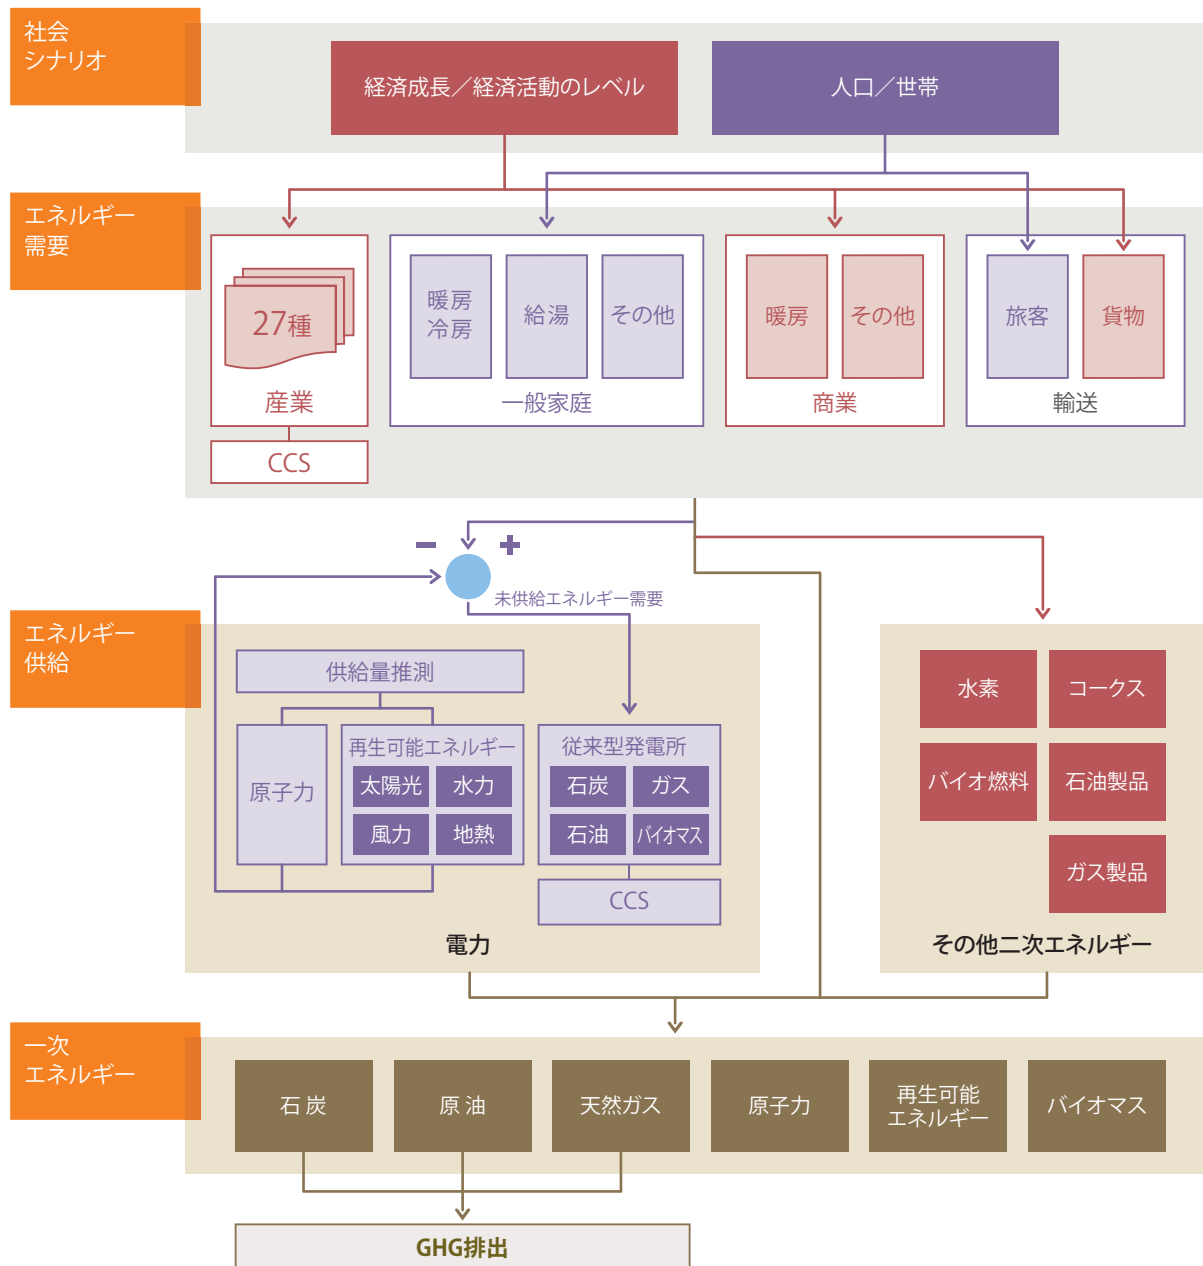 社会
シナリオ
経済成長／経済活動のレベル
人口／世帯
エネルギー
需要
27種
産業
CCS
暖房
冷房
給湯
その他
一般家庭
暖房
その他
商業
旅客
貨物
輸送
−
+
未供給エネルギー需要
エネルギー
供給
供給量推測
原子力
再生可能エネルギー
太陽光
水力
風力
地熱
従来型発電所
石炭
ガス
石油
バイオマス
CCS
電力
水素
コークス
バイオ燃料
石油製品
ガス製品
その他二次エネルギー
一次
エネルギー
石炭
原油
天然ガス
原子力
再生可能
エネルギー
バイオマス
GHG排出